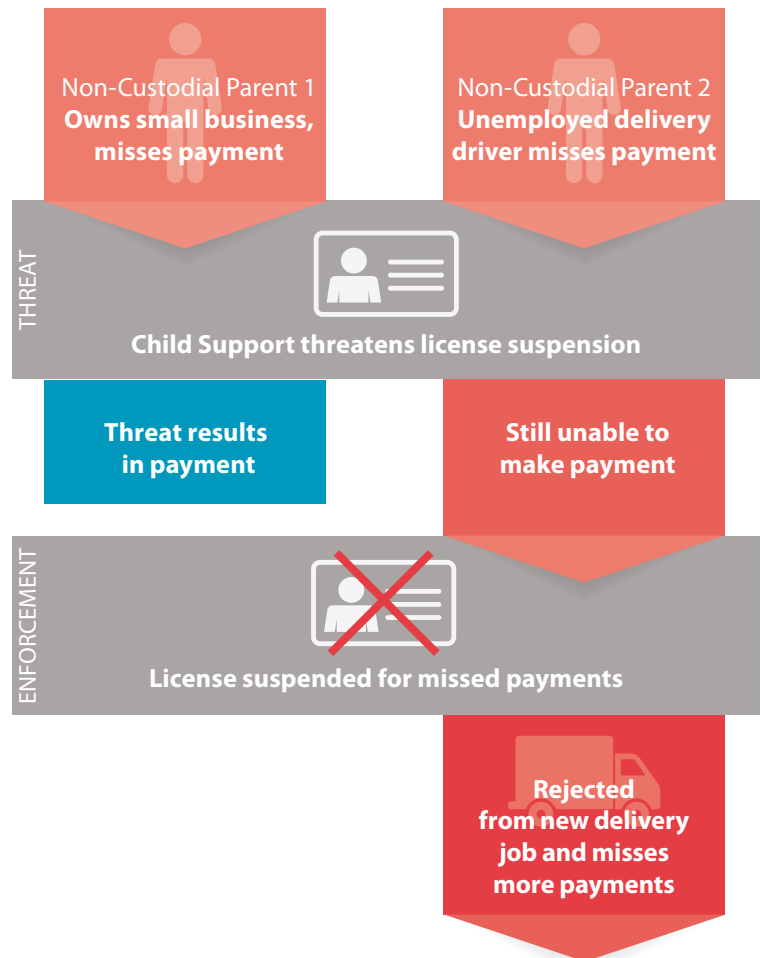 Non-Custodial Parent 1
Owns small business,
misses payment
Non-Custodial Parent 2
Unemployed delivery
driver misses payment
THREAT
Child Support threatens license suspension
Threat results
in payment
Still unable to
make payment
ENFORCEMENT
License suspended for missed payments
Rejected
from new delivery
job and misses
more payments